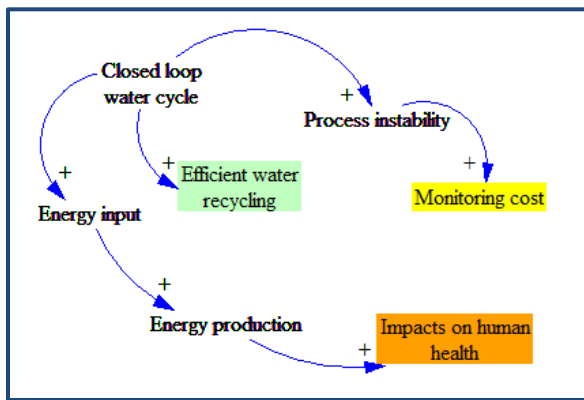 Closed loop
water cycle
+
Process instability
+
Efficient water
recycling
+
Monitoring cost
+
Energy input
+
Energy production
+
Impacts on human
health